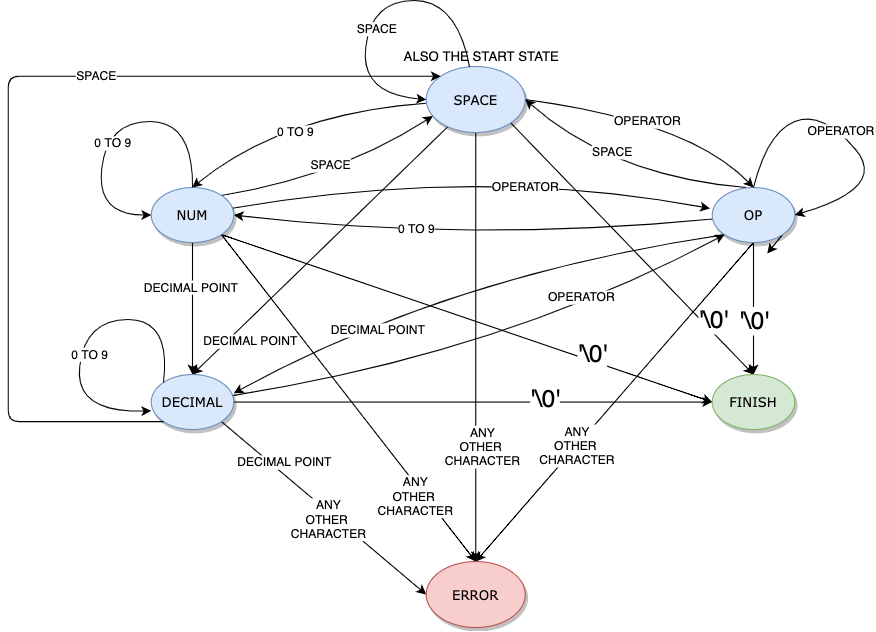 SPACE
ALSO THE START STATE
SPACE
SPACE
0 TO 9
OPERATOR
OPERATOR
0 TO 9
SPACE
SPACE
OPERATOR
NUM
OP
0 TO 9
DECIMAL POINT
OPERATOR
'\0'
'\0'
DECIMAL POINT
DECIMAL POINT
0 TO 9
'\0'
DECIMAL
'\0'
FINISH
ANY
OTHER
CHARACTER
ANY
OTHER
CHARACTER
DECIMAL POINT
ANY
OTHER
CHARACTER
ANY
OTHER
CHARACTER
ERROR